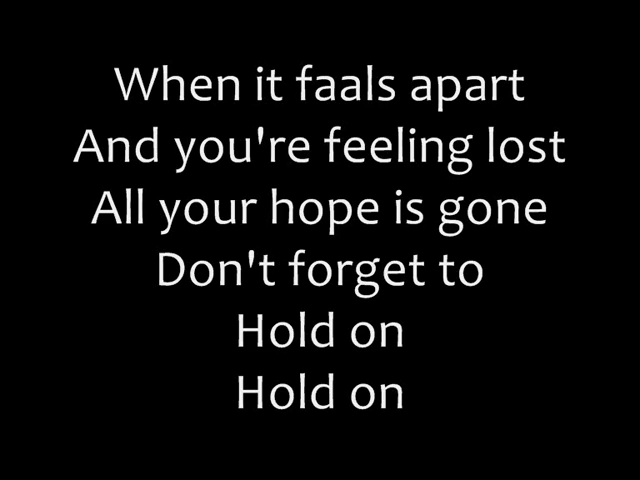 When it faals apart
And you're feeling lost
All your hope is gone
Don't forget to
Hold on
Hold on